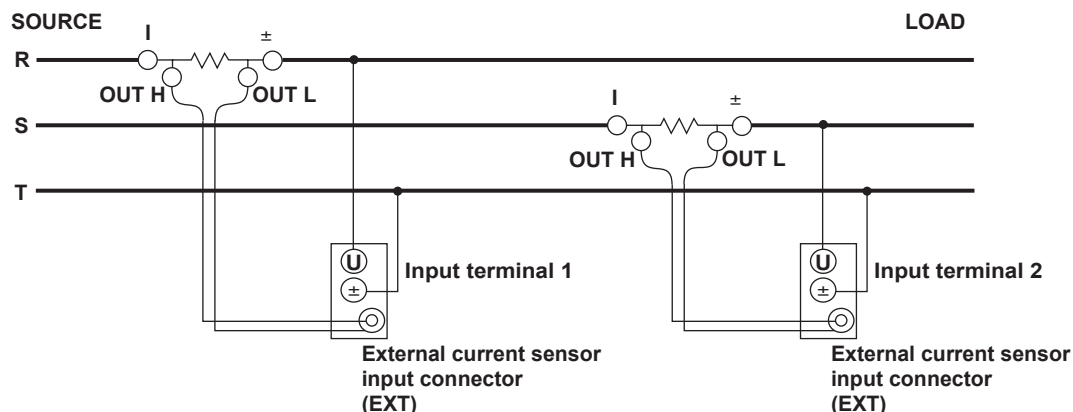 SOURCE
LOAD
I
±
R
OUT H
OUT L
I
±
S
OUT H
OUT L
T
U
Input terminal 1
±
U
Input terminal 2
±
External current sensor
input connector
(EXT)
External current sensor
input connector
(EXT)